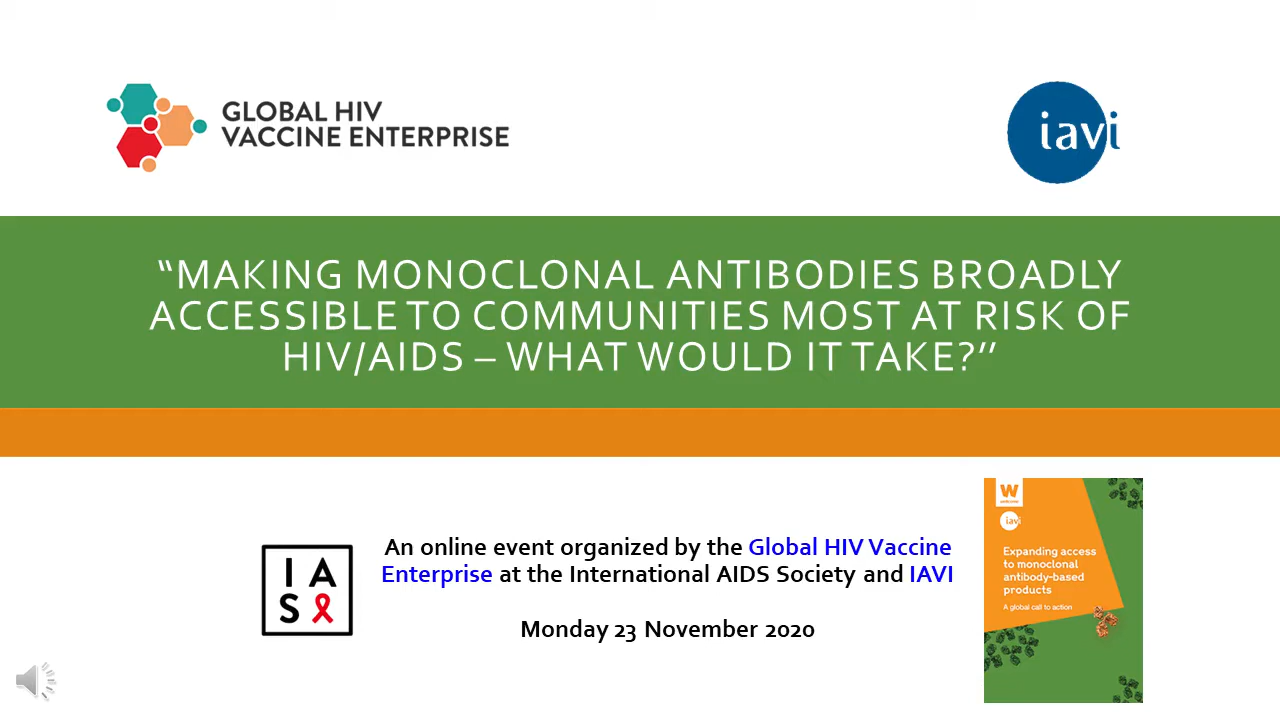 GLOBAL HIV
VACCINE ENTERPRISE
iavi
“MAKING MONOCLONAL ANTIBODIES BROADLY
ACCESSIBLE TO COMMUNITIES MOST AT RISK OF
HIV/AIDS – WHAT WOULD IT TAKE?’’
IA
S
An online event organized by the Global HIV Vaccine
Enterprise at the International AIDS Society and IAVI
Monday 23 November 2020
W
iavi
Expanding access
to monoclonal
antibody-based
products
A global call to action